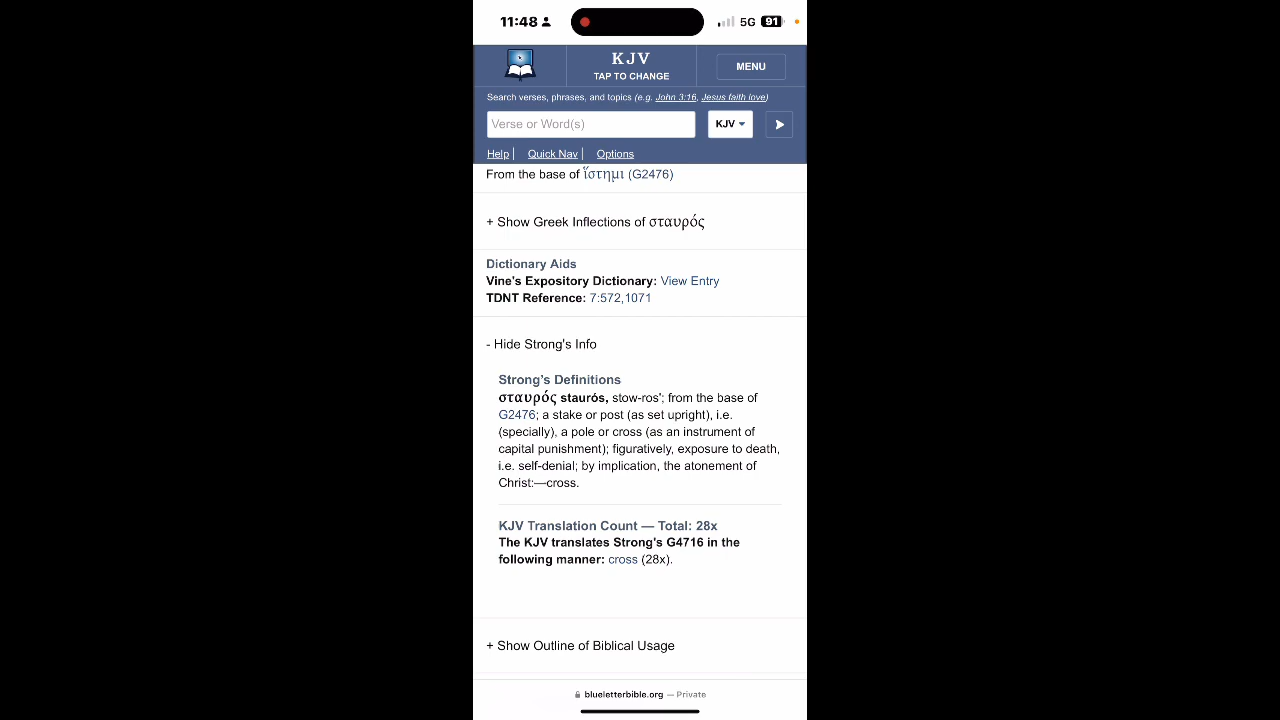 11:48
5G
91
KJV
TAP TO CHANGE
MENU
Search verses, phrases, and topics (e.g. John 3:16, Jesus faith love)
Verse or Word(s)
KJV
Help | Quick Nav | Options
From the base of ἵστημι (G2476)
+ Show Greek Inflections of σταυρός
Dictionary Aids
Vine's Expository Dictionary: View Entry
TDNT Reference: 7:572,1071
- Hide Strong's Info
Strong’s Definitions
σταυρός staurós, stow-ros'; from the base of
G2476; a stake or post (as set upright), i.e.
(specially), a pole or cross (as an instrument of
capital punishment); figuratively, exposure to death,
i.e. self-denial; by implication, the atonement of
Christ:—cross.
KJV Translation Count — Total: 28x
The KJV translates Strong's G4716 in the
following manner: cross (28x).
+ Show Outline of Biblical Usage
blueletterbible.org — Private